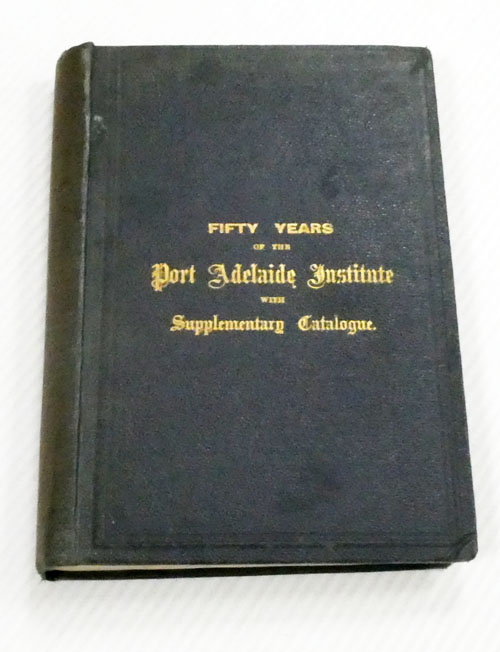 FIFTY YEARS
OF THE
Port Adelaide Institute
WITH
Supplementary Catalogue.